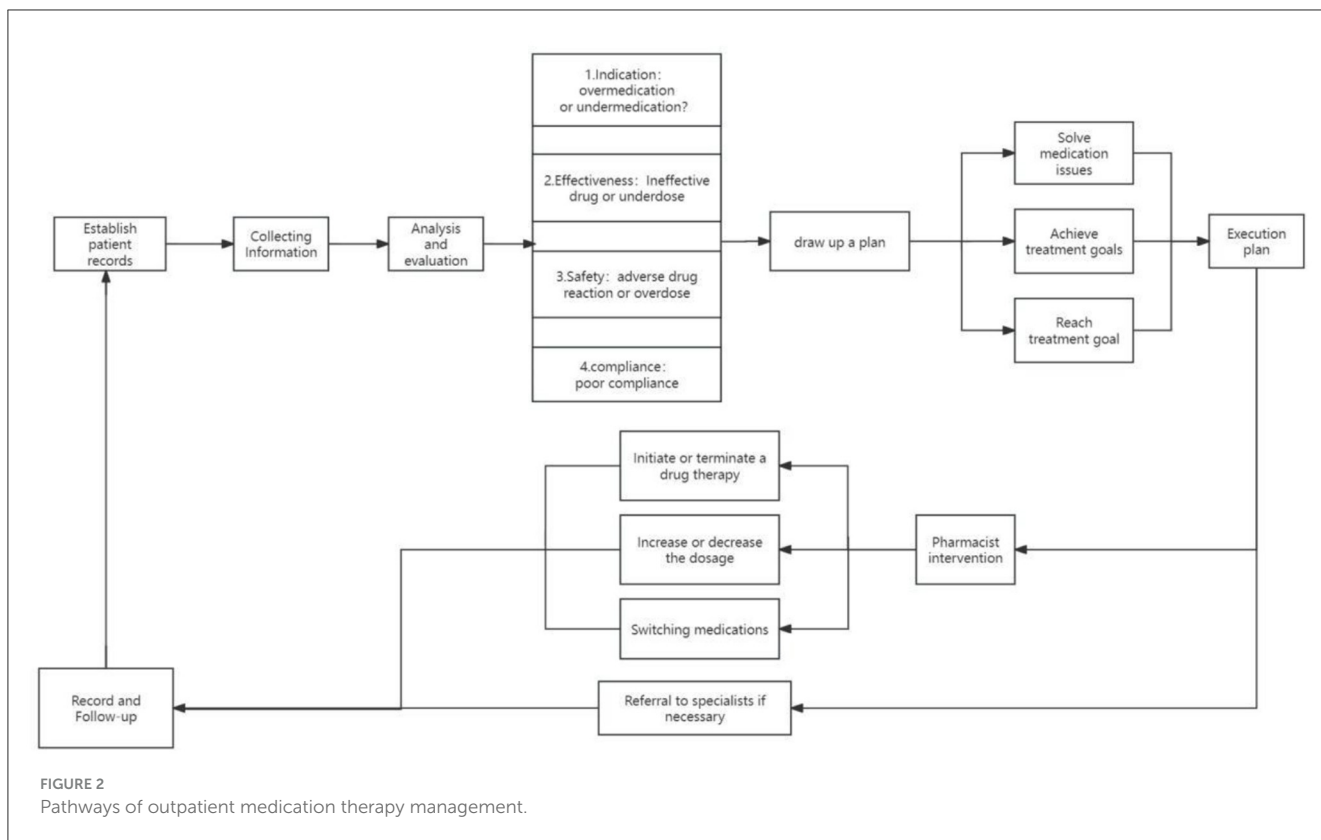 1.Indication:
overmedication
or undermedication?
2.Effectiveness: Ineffective
drug or underdose
3.Safety: adverse drug
reaction or overdose
4.compliance:
poor compliance
Establish
patient
records
Collecting
Information
Analysis
and
evaluation
draw up a plan
Solve
medication
issues
Achieve
treatment goals
Reach
treatment goal
Execution
plan
Initiate or terminate a
drug therapy
Increase or decrease
the dosage
Switching medications
Pharmacist
intervention
Referral to specialists if
necessary
Record and
Follow-up
FIGURE 2
Pathways of outpatient medication therapy management.